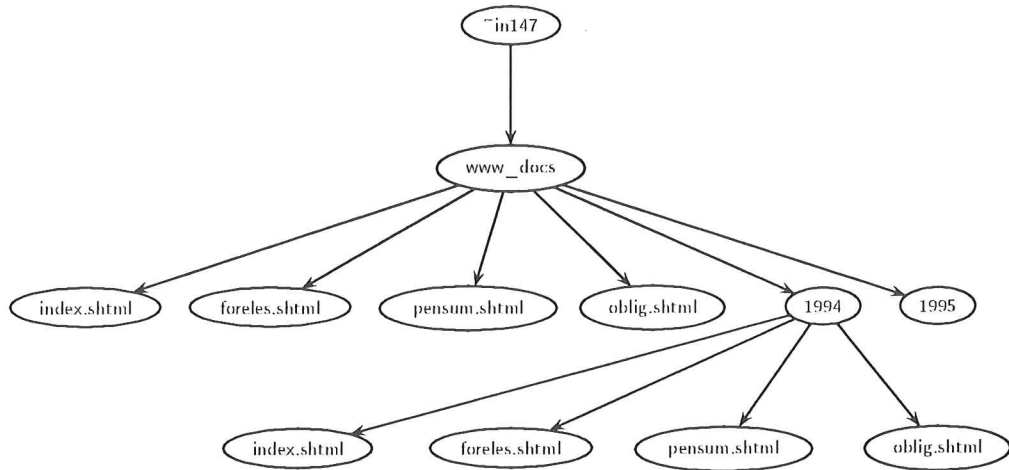 ~in147
www_docs
index.shtml foreles.shtml pensum.shtml oblig.shtml 1994 1995
index.shtml foreles.shtml pensum.shtml oblig.shtml